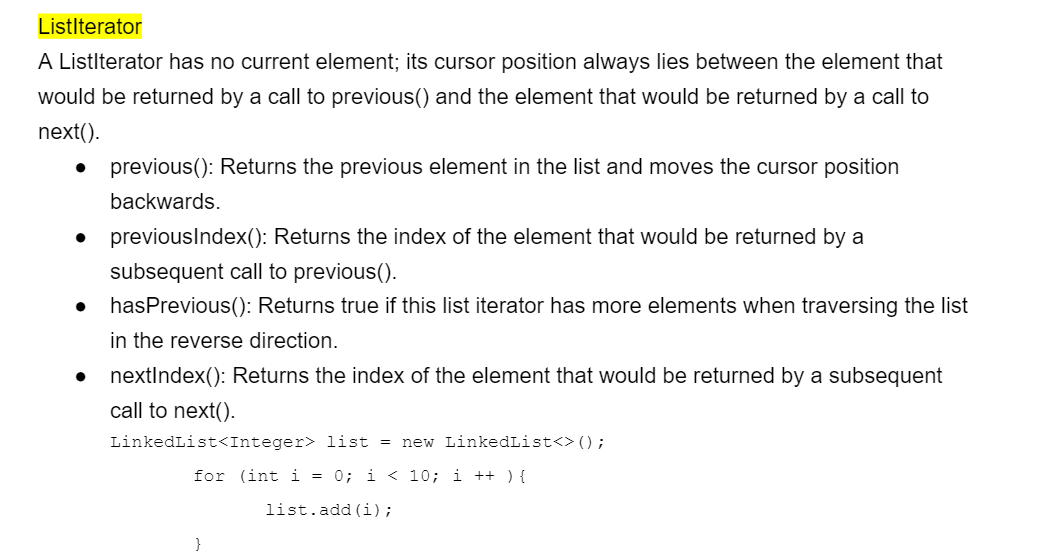 ListIterator
A ListIterator has no current element; its cursor position always lies between the element that
would be returned by a call to previous() and the element that would be returned by a call to
next().
● previous(): Returns the previous element in the list and moves the cursor position
backwards.
● previousIndex(): Returns the index of the element that would be returned by a
subsequent call to previous().
● hasPrevious(): Returns true if this list iterator has more elements when traversing the list
in the reverse direction.
● nextIndex(): Returns the index of the element that would be returned by a subsequent
call to next().
LinkedList<Integer> list = new LinkedList<>();
for (int i = 0; i < 10; i ++ ){
list.add(i);
}